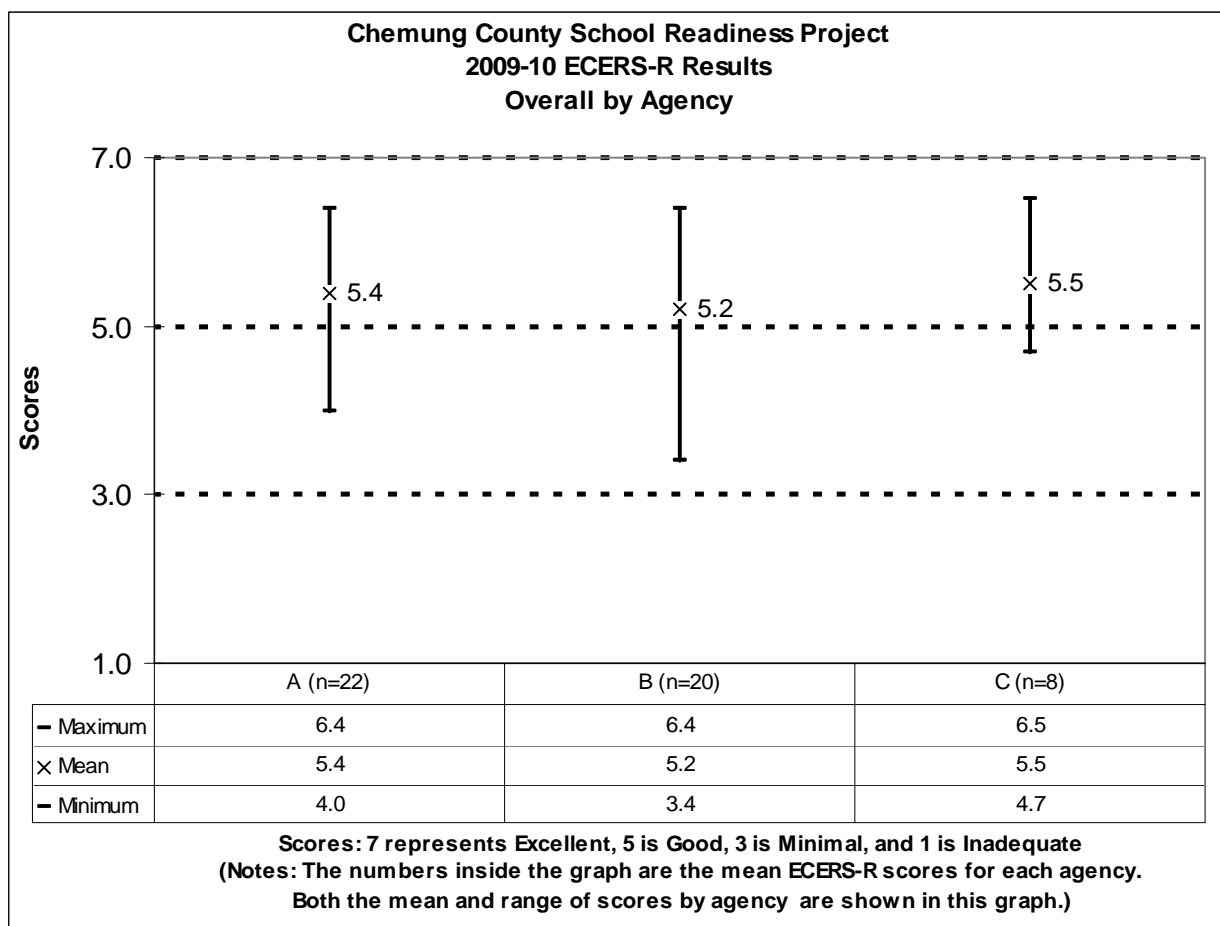 Chemung County School Readiness Project
2009-10 ECERS-R Results
Overall by Agency
7.0
5.0
3.0
1.0
Scores
5.4
5.2
5.5
A (n=22) B (n=20) C (n=8)
Maximum 6.4 6.4 6.5
Mean 5.4 5.2 5.5
Minimum 4.0 3.4 4.7
Scores: 7 represents Excellent, 5 is Good, 3 is Minimal, and 1 is Inadequate
(Notes: The numbers inside the graph are the mean ECERS-R scores for each agency.
Both the mean and range of scores by agency are shown in this graph.)